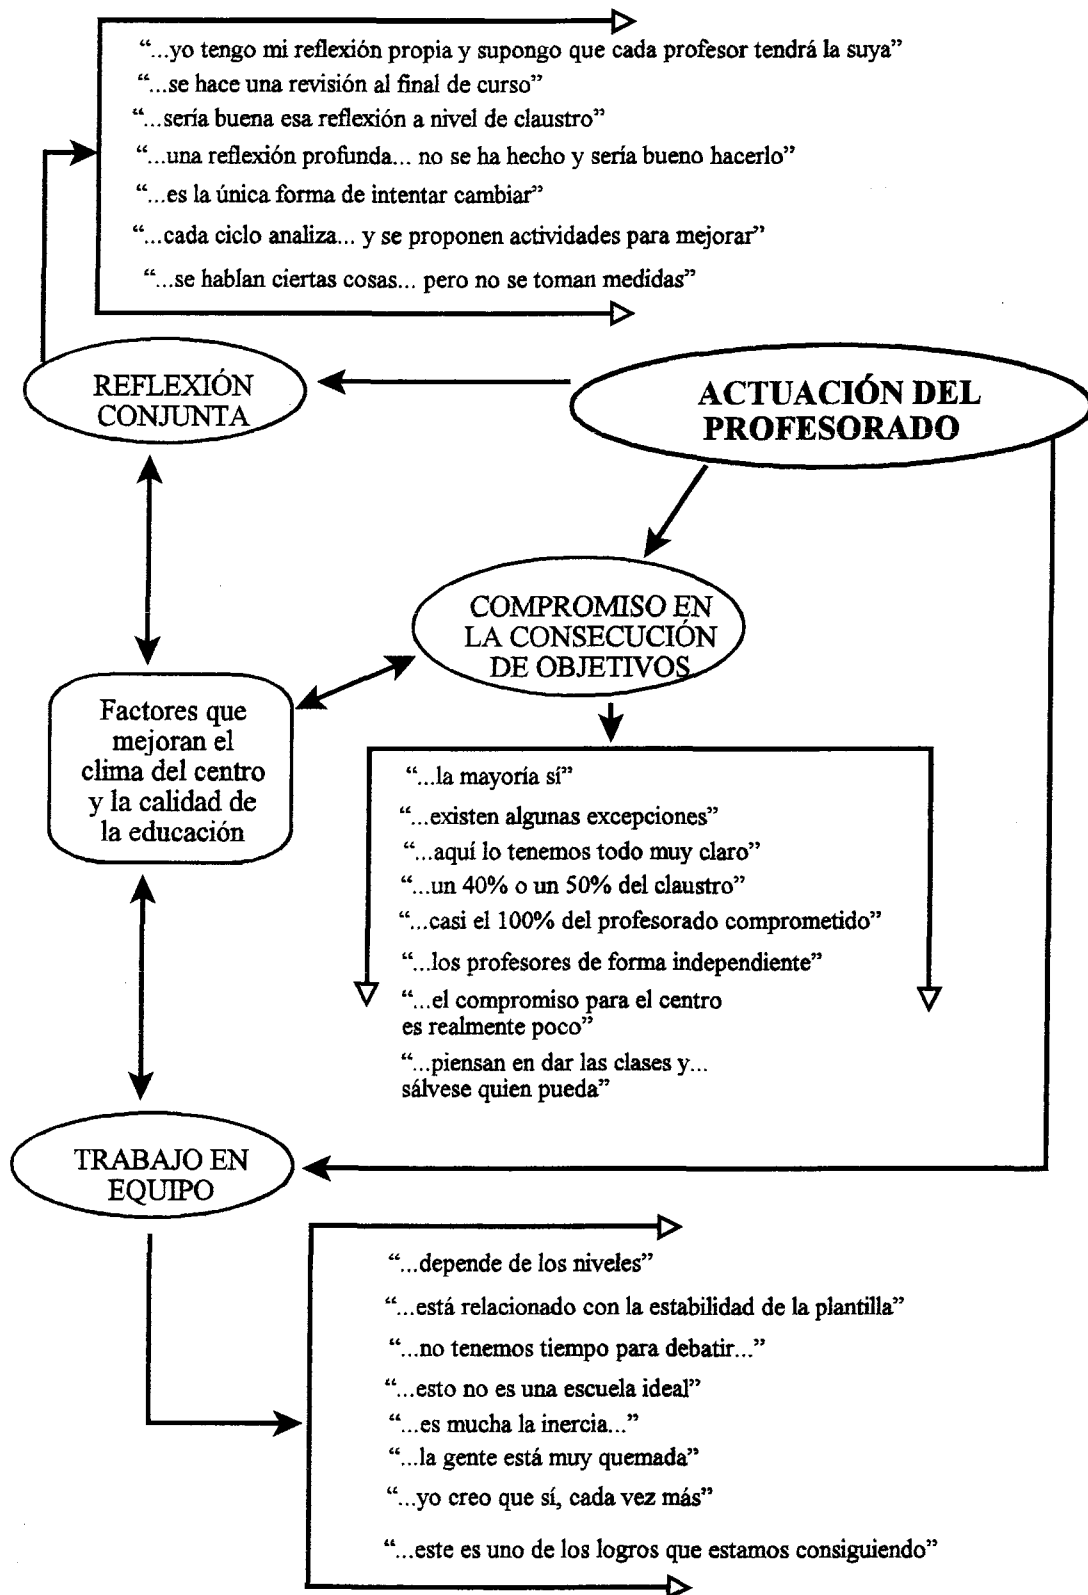 “...yo tengo mi reflexión propia y supongo que cada profesor tendrá la suya”
“...se hace una revisión al final de curso”
“...sería buena esa reflexión a nivel de claustro”
“...una reflexión profunda... no se ha hecho y sería bueno hacerlo”
“...es la única forma de intentar cambiar”
“...cada ciclo analiza... y se proponen actividades para mejorar”
“...se hablan ciertas cosas... pero no se toman medidas”
REFLEXIÓN
CONJUNTA
ACTUACIÓN DEL
PROFESORADO
COMPROMISO EN
LA CONSECUCIÓN
DE OBJETIVOS
Factores que
mejoran el
clima del centro
y la calidad de
la educación
“...la mayoría sí”
“...existen algunas excepciones”
“...aquí lo tenemos todo muy claro”
“...un 40% o un 50% del claustro”
“...casi el 100% del profesorado comprometido”
“...los profesores de forma independiente”
“...el compromiso para el centro
es realmente poco”
“...piensan en dar las clases y...
sálvese quien pueda”
TRABAJO EN
EQUIPO
“...depende de los niveles”
“...está relacionado con la estabilidad de la plantilla”
“...no tenemos tiempo para debatir...”
“...esto no es una escuela ideal”
“...es mucha la inercia...”
“...la gente está muy quemada”
“...yo creo que sí, cada vez más”
“...este es uno de los logros que estamos consiguiendo”